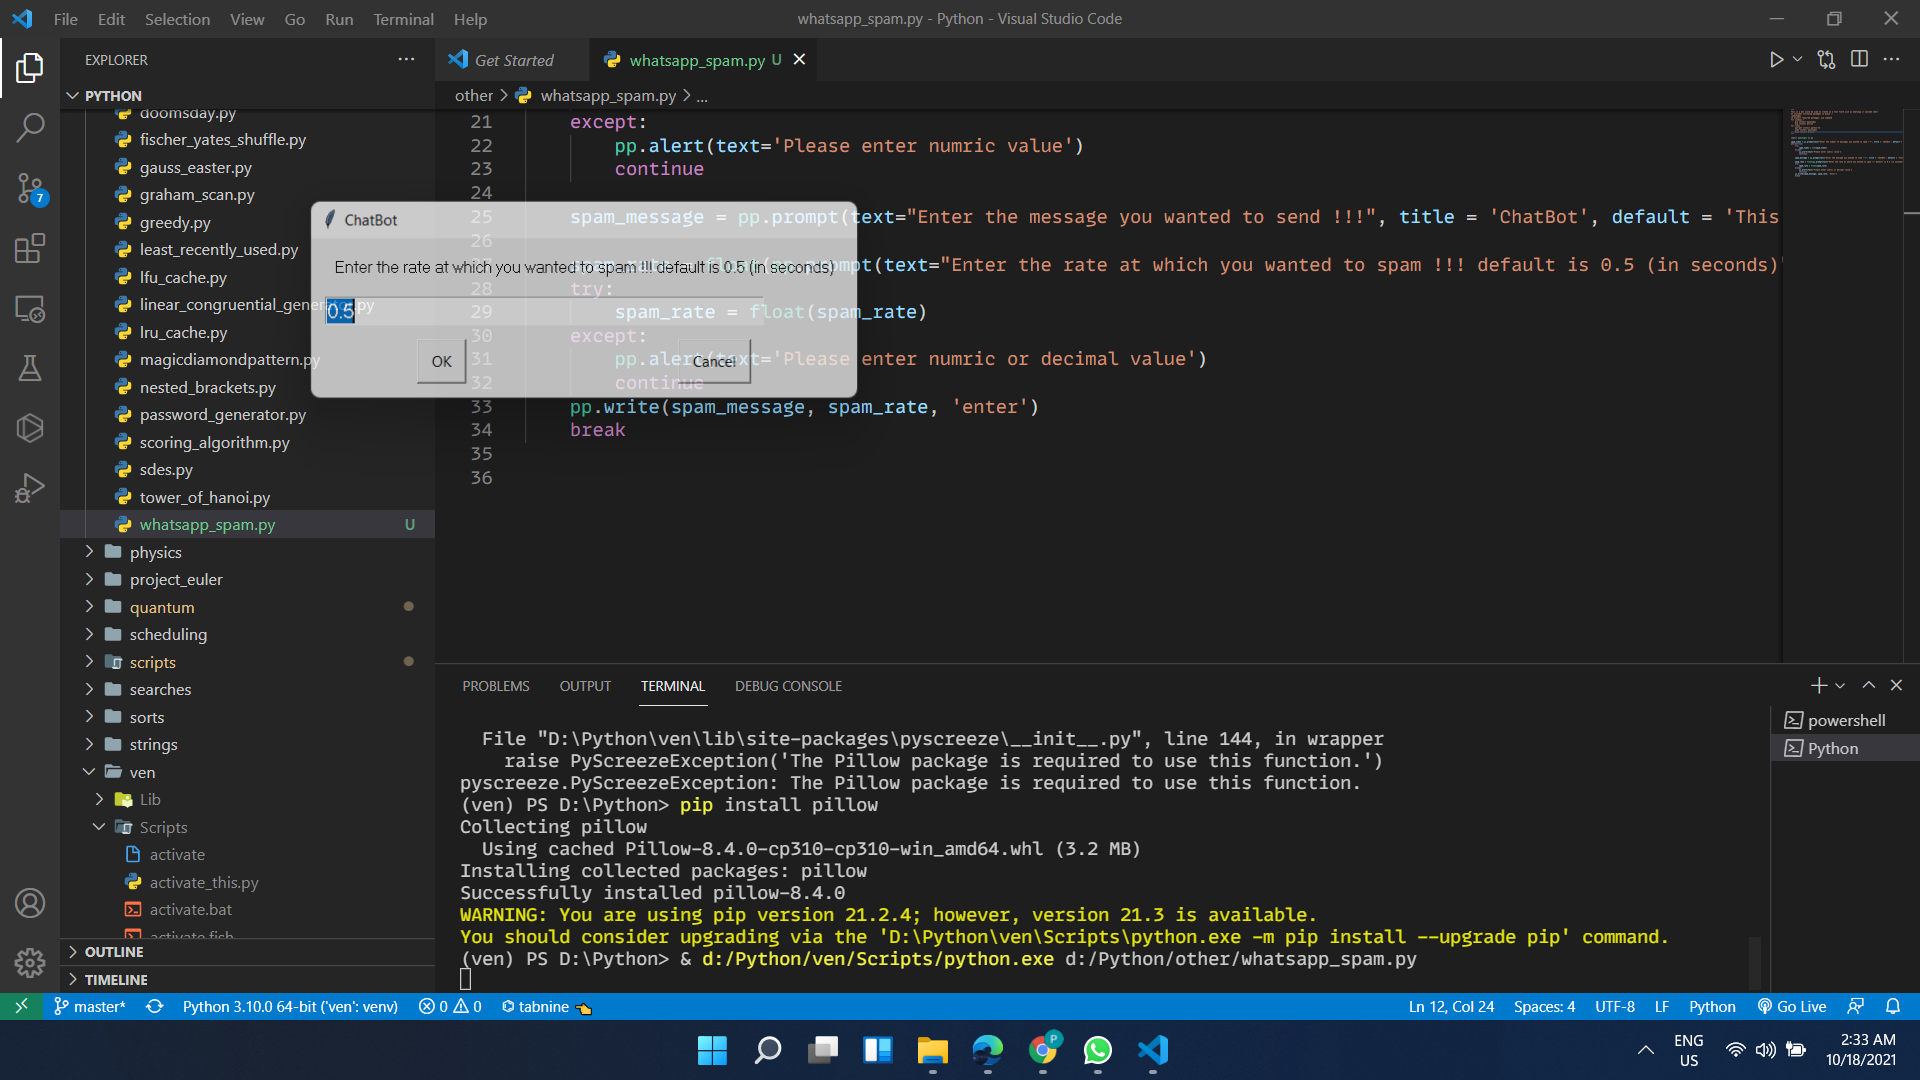 File Edit Selection View Go Run Terminal Help
whatsapp_spam.py - Python - Visual Studio Code
EXPLORER
PYTHON
doomsday.py
fischer_yates_shuffle.py
gauss_easter.py
graham_scan.py
greedy.py
least_recently_used.py
lfu_cache.py
linear_congruential_generator.py
lru_cache.py
magicdiamondpattern.py
nested_brackets.py
password_generator.py
scoring_algorithm.py
sdes.py
tower_of_hanoi.py
whatsapp_spam.py U
physics
project_euler
quantum
scheduling
scripts
searches
sorts
strings
ven
Lib
Scripts
activate
activate_this.py
activate.bat
activate.fish
OUTLINE
TIMELINE
7
Get Started
whatsapp_spam.py U
other > whatsapp_spam.py > ...
21 except:
22 pp.alert(text='Please enter numric value')
23 continue
24
25 spam_message = pp.prompt(text="Enter the message you wanted to send !!!", title = 'ChatBot', default = 'This
26
(text="Enter the rate at which you wanted to spam !!! default is 0.5 (in seconds)"
28 try:
29 spam_rate = float(spam_rate)
30 except:
31 pp.alert(text='Please enter numric or decimal value')
32 continue
33 pp.write(spam_message, spam_rate, 'enter')
34 break
35
36
ChatBot
Enter the rate at which you wanted to spam !!! default is 0.5 (in seconds)
0.5
OK Cancel
PROBLEMS OUTPUT TERMINAL DEBUG CONSOLE
File "D:\Python\ven\lib\site-packages\pyscreeze\__init__.py", line 144, in wrapper
raise PyScreezeException('The Pillow package is required to use this function.')
pyscreeze.PyScreezeException: The Pillow package is required to use this function.
(ven) PS D:\Python> pip install pillow
Collecting pillow
Using cached Pillow-8.4.0-cp310-cp310-win_amd64.whl (3.2 MB)
Installing collected packages: pillow
Successfully installed pillow-8.4.0
WARNING: You are using pip version 21.2.4; however, version 21.3 is available.
You should consider upgrading via the 'D:\Python\ven\Scripts\python.exe -m pip install --upgrade pip' command.
(ven) PS D:\Python> & d:/Python/ven/Scripts/python.exe d:/Python/other/whatsapp_spam.py
powershell
Python
master* Python 3.10.0 64-bit ('ven': venv) 0 0 tabnine
Ln 12, Col 24 Spaces: 4 UTF-8 LF Python Go Live
P
ENG
US
2:33 AM
10/18/2021